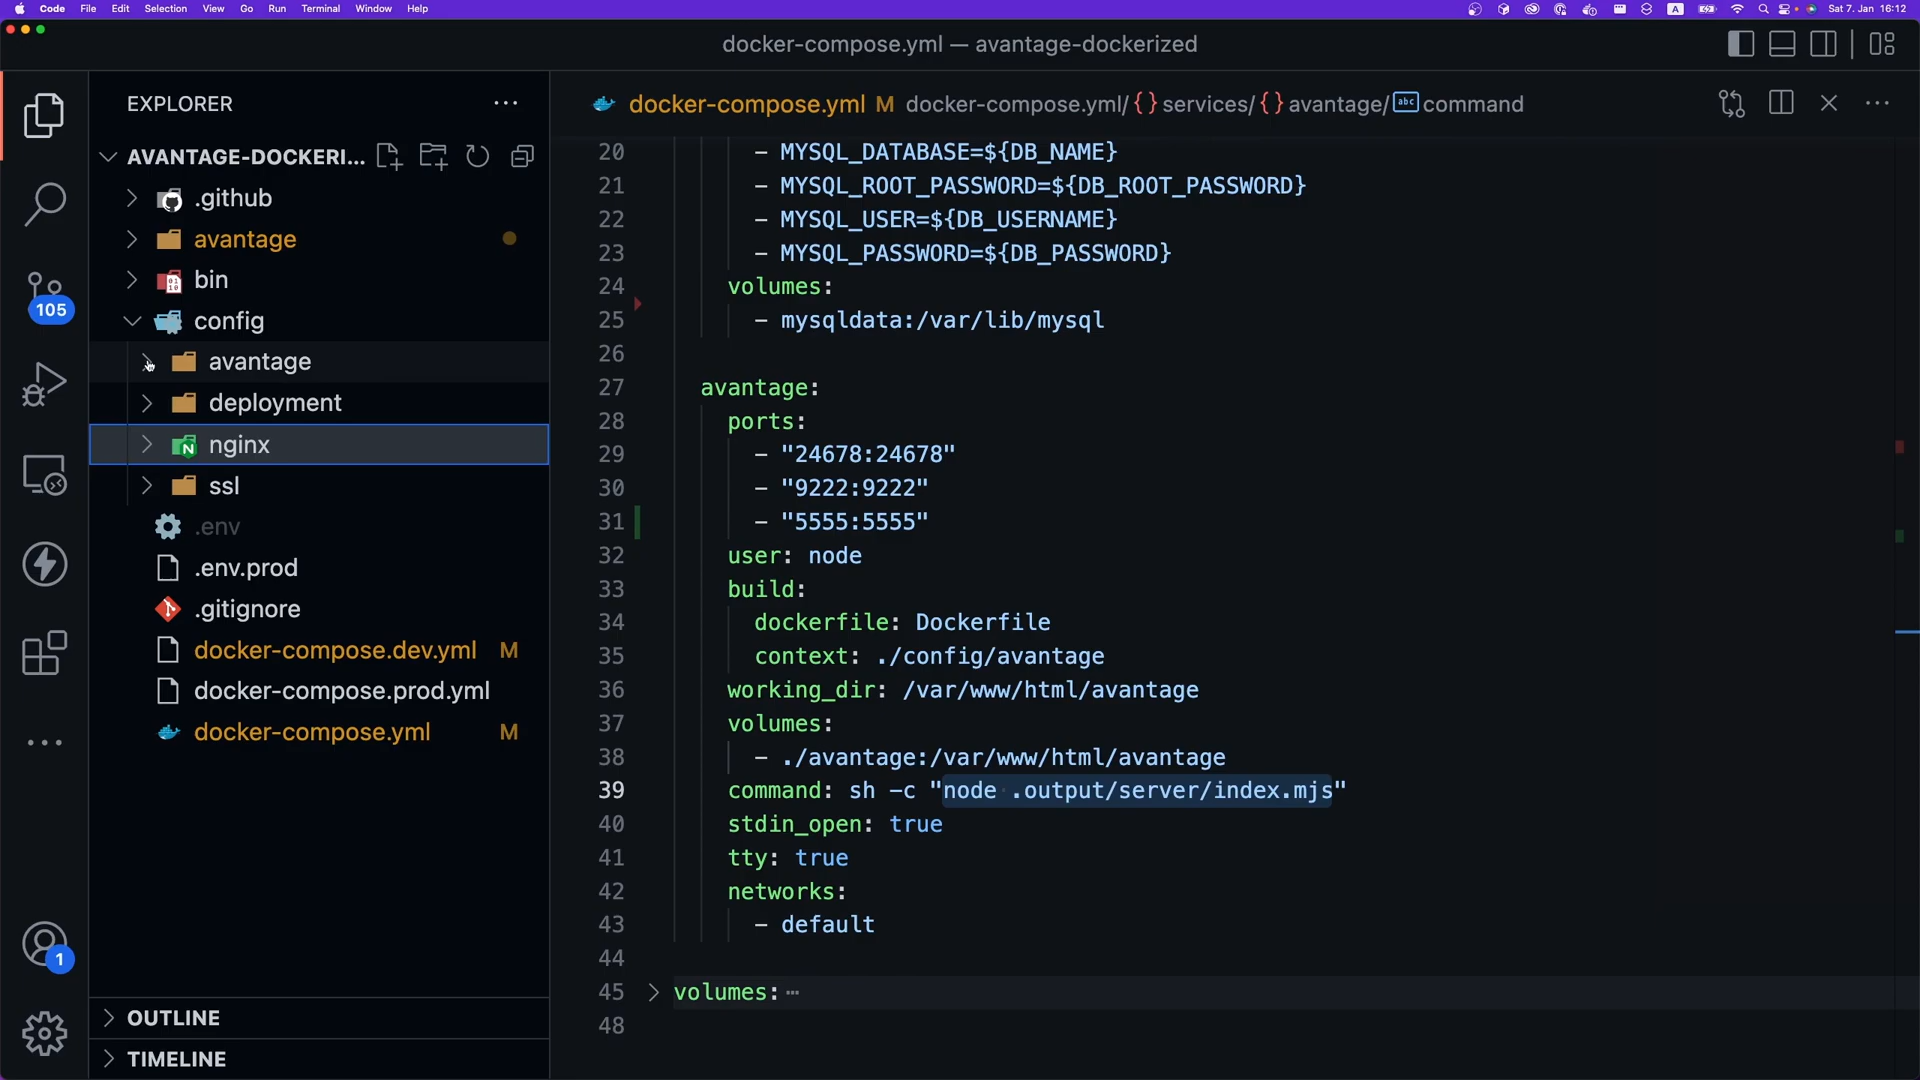 Code File Edit Selection View Go Run Terminal Window Help
A
Sat 7. Jan 16:12
docker-compose.yml — avantage-dockerized
EXPLORER
AVANTAGE-DOCKERI...
.github
avantage
bin
config
avantage
deployment
nginx
ssl
.env
.env.prod
.gitignore
docker-compose.dev.yml M
docker-compose.prod.yml
docker-compose.yml M
OUTLINE
TIMELINE
105
1
docker-compose.yml M docker-compose.yml/ {} services/ {} avantage/ abc command
20 - MYSQL_DATABASE=${DB_NAME}
21 - MYSQL_ROOT_PASSWORD=${DB_ROOT_PASSWORD}
22 - MYSQL_USER=${DB_USERNAME}
23 - MYSQL_PASSWORD=${DB_PASSWORD}
24 volumes:
25 - mysqldata:/var/lib/mysql
26
27 avantage:
28 ports:
29 - "24678:24678"
30 - "9222:9222"
31 - "5555:5555"
32 user: node
33 build:
34 dockerfile: Dockerfile
35 context: ./config/avantage
36 working_dir: /var/www/html/avantage
37 volumes:
38 - ./avantage:/var/www/html/avantage
39 command: sh -c "node .output/server/index.mjs"
40 stdin_open: true
41 tty: true
42 networks:
43 - default
44
45 volumes: ⋯
48